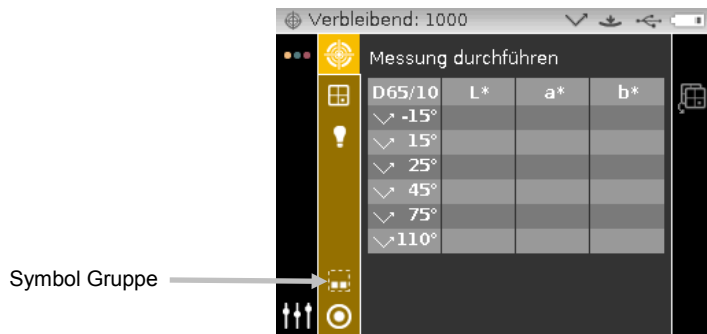 Verbleibend: 1000
Messung durchführen
D65/10 L* a* b*
-15°
15°
25°
45°
75°
110°
Symbol Gruppe